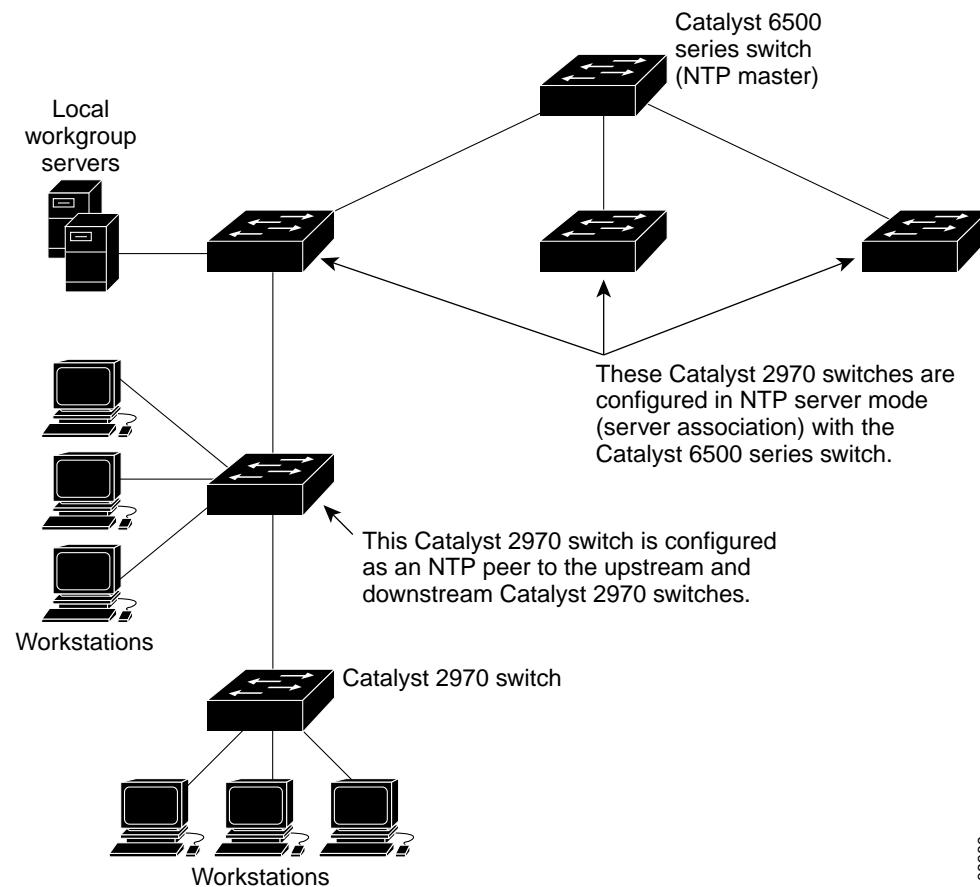 Catalyst 6500
series switch
(NTP master)
Local
workgroup
servers
These Catalyst 2970 switches are
configured in NTP server mode
(server association) with the
Catalyst 6500 series switch.
This Catalyst 2970 switch is configured
as an NTP peer to the upstream and
downstream Catalyst 2970 switches.
Workstations
Catalyst 2970 switch
Workstations